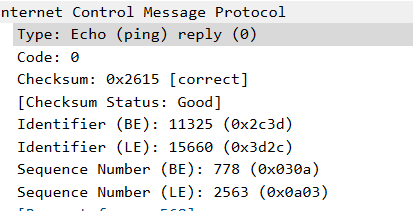 nternet Control Message Protocol
Type: Echo (ping) reply (0)
Code: 0
Checksum: 0x2615 [correct]
[Checksum Status: Good]
Identifier (BE): 11325 (0x2c3d)
Identifier (LE): 15660 (0x3d2c)
Sequence Number (BE): 778 (0x030a)
Sequence Number (LE): 2563 (0x0a03)